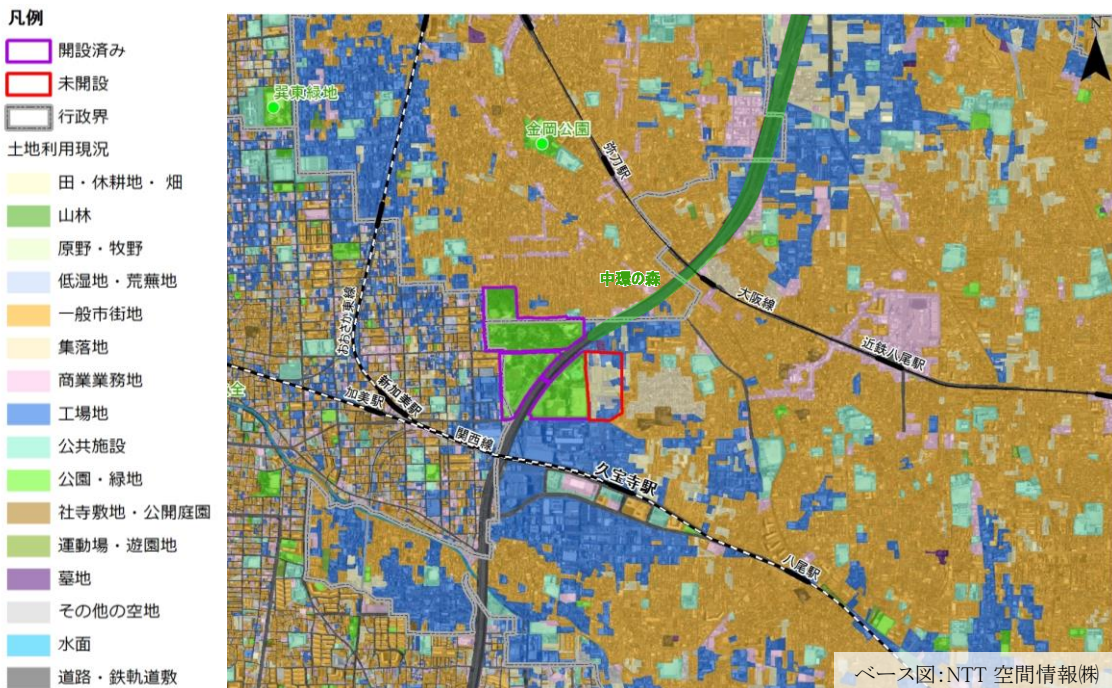 凡例
開設済み
未開設
行政界
土地利用現況
田・休耕地・ 畑
山林
原野・牧野
低湿地・荒蕪地
一般市街地
集落地
商業業務地
工場地
公共施設
公園・緑地
社寺敷地・公開庭園
運動場・遊園地
墓地
その他の空地
水面
道路・鉄軌道敷
N
巽東緑地
金岡公園
弥刀駅
中環の森
大阪線
おおさか東線
近鉄八尾駅
新加美駅
加美駅
全
関西線
久宝寺駅
八尾駅
ベース図:NTT 空間情報㈱